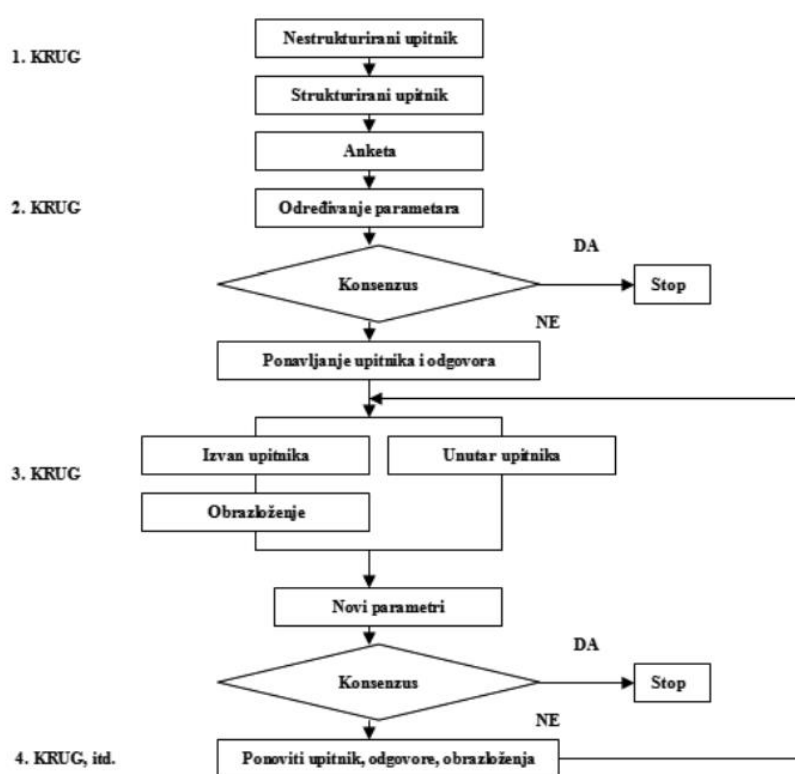 Nestrukturirani upitnik
1. KRUG
Strukturirani upitnik
Anketa
2. KRUG
Određivanje parametara
DA
Konsenzus
Stop
NE
Ponavljanje upitnika i odgovora
Izvan upitnika
Unutar upitnika
3. KRUG
Obrazloženje
Novi parametri
DA
Konsenzus
Stop
NE
4. KRUG, itd.
Ponoviti upitnik, odgovore, obrazloženja